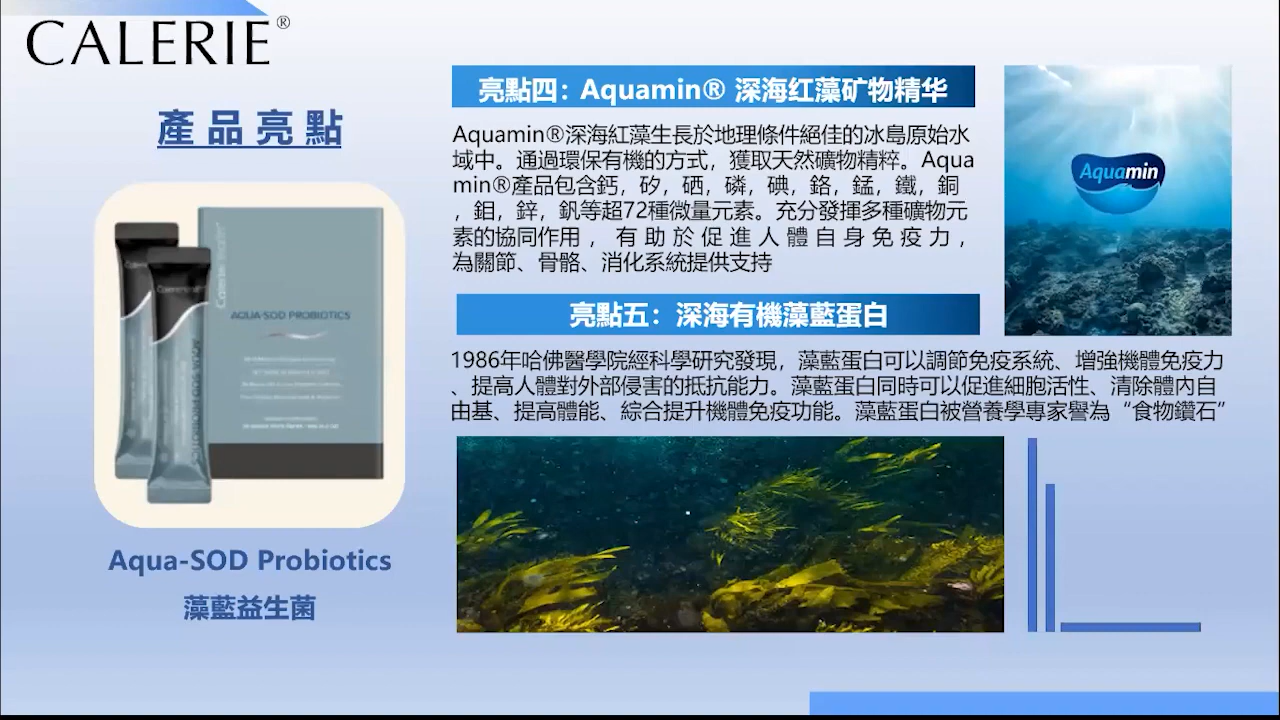 CALERIE®
產品亮點
AQUA-SOD PROBIOTICS
Aqua-SOD Probiotics
藻藍益生菌
亮點四：Aquamin® 深海红藻矿物精华
Aquamin®深海紅藻生長於地理條件絕佳的冰島原始水
域中。通過環保有機的方式，獲取天然礦物精粹。Aqua
min®產品包含鈣，矽，硒，磷，碘，鉻，錳，鐵，銅
，鉬，鋅，釩等超72種微量元素。充分發揮多種礦物元
素的協同作用，有助於促進人體自身免疫力，
為關節、骨骼、消化系統提供支持
Aquamin
亮點五：深海有機藻藍蛋白
1986年哈佛醫學院經科學研究發現，藻藍蛋白可以調節免疫系統、增強機體免疫力
、提高人體對外部侵害的抵抗能力。藻藍蛋白同時可以促進細胞活性、清除體內自
由基、提高體能、綜合提升機體免疫功能。藻藍蛋白被營養學專家譽為“食物鑽石”